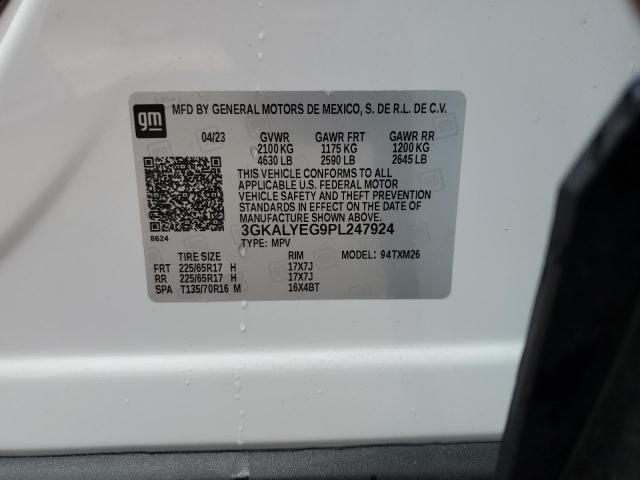 gm
MFD BY GENERAL MOTORS DE MEXICO, S. DE R.L. DE C.V.
04/23 GVWR GAWR FRT GAWR RR
2100 KG 1175 KG 1200 KG
4630 LB 2590 LB 2645 LB
THIS VEHICLE CONFORMS TO ALL
APPLICABLE U.S. FEDERAL MOTOR
VEHICLE SAFETY AND THEFT PREVENTION
STANDARDS IN EFFECT ON THE DATE OF
MANUFACTURE SHOWN ABOVE.
3GKALYEG9PL247924
8624
TYPE: MPV
TIRE SIZE RIM MODEL: 94TXM26
FRT 225/65R17 H 17X7J
RR 225/65R17 H 17X7J
SPA T135/70R16 M 16X4BT